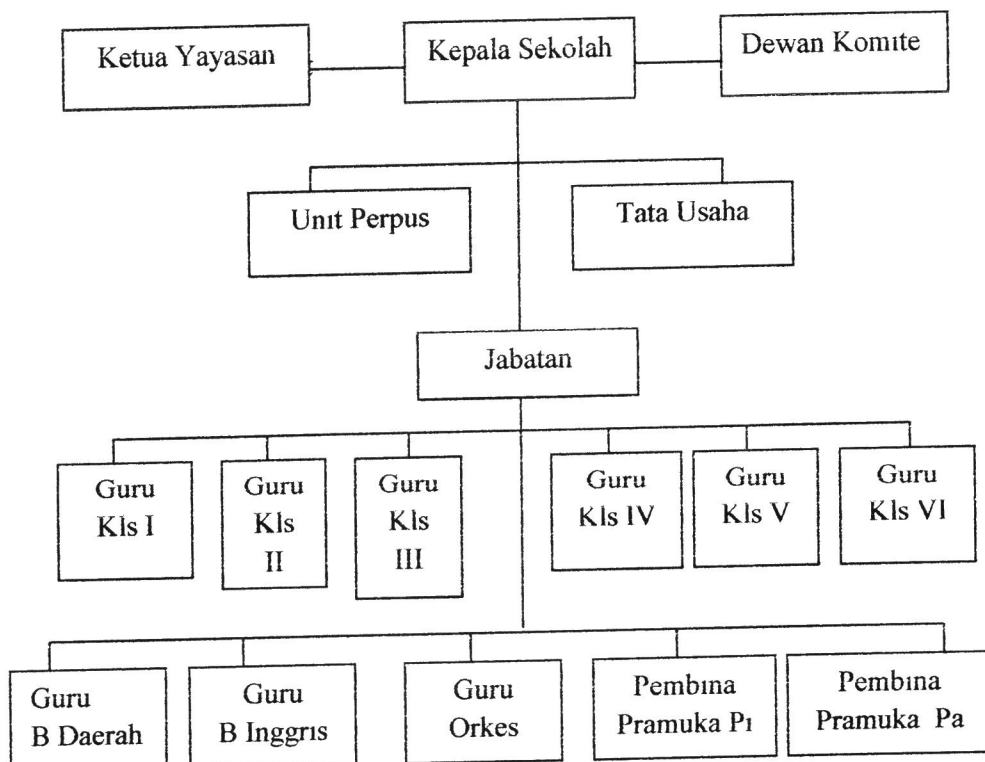 Ketua Yayasan
Kepala Sekolah
Dewan Komite
Unit Perpus
Tata Usaha
Jabatan
Guru
Kls I
Guru
Kls
II
Guru
Kls
III
Guru
Kls IV
Guru
Kls V
Guru
Kls VI
Guru
B Daerah
Guru
B Inggris
Guru
Orkes
Pembina
Pramuka Pi
Pembina
Pramuka Pa